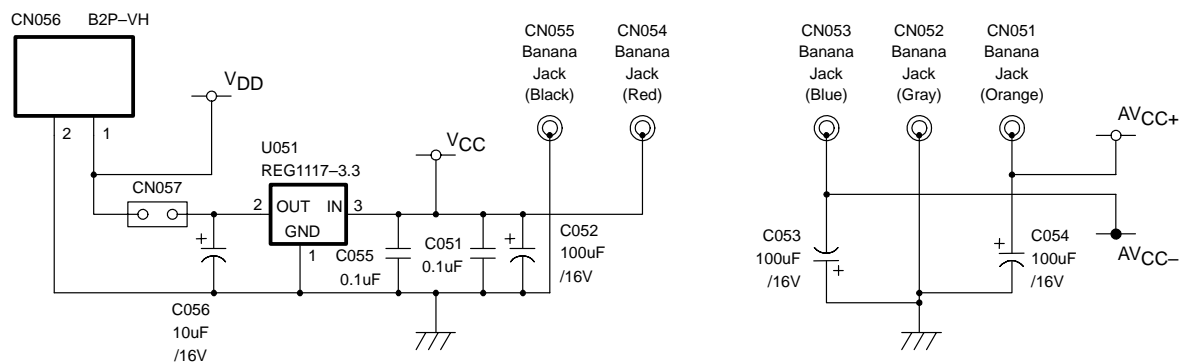 CN056 B2P–VH
2 1
VDD
CN057
U051
REG1117–3.3
2 OUT IN 3
GND
1
VCC
CN055
Banana
Jack
(Black)
CN054
Banana
Jack
(Red)
C056
10uF
/16V
C055
0.1uF
C051
0.1uF
+
+
C052
100uF
/16V
CN053
Banana
Jack
(Blue)
CN052
Banana
Jack
(Gray)
CN051
Banana
Jack
(Orange)
AVCC+
AVCC–
C053
100uF
/16V
+
+
C054
100uF
/16V